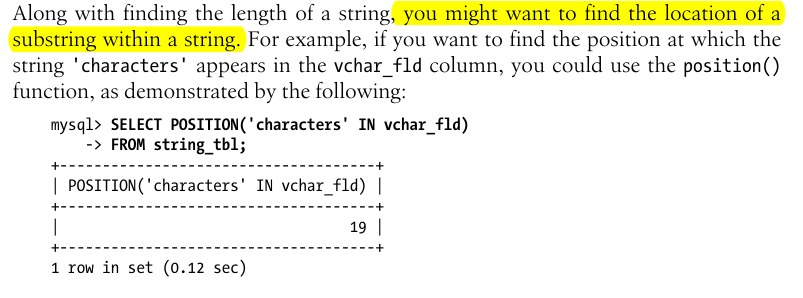 Along with finding the length of a string, you might want to find the location of a
substring within a string. For example, if you want to find the position at which the
string 'characters' appears in the vchar_fld column, you could use the position()
function, as demonstrated by the following:
mysql> SELECT POSITION('characters' IN vchar_fld)
    -> FROM string_tbl;
+-----------------------------------+
| POSITION('characters' IN vchar_fld) |
+-----------------------------------+
|                                19 |
+-----------------------------------+
1 row in set (0.12 sec)